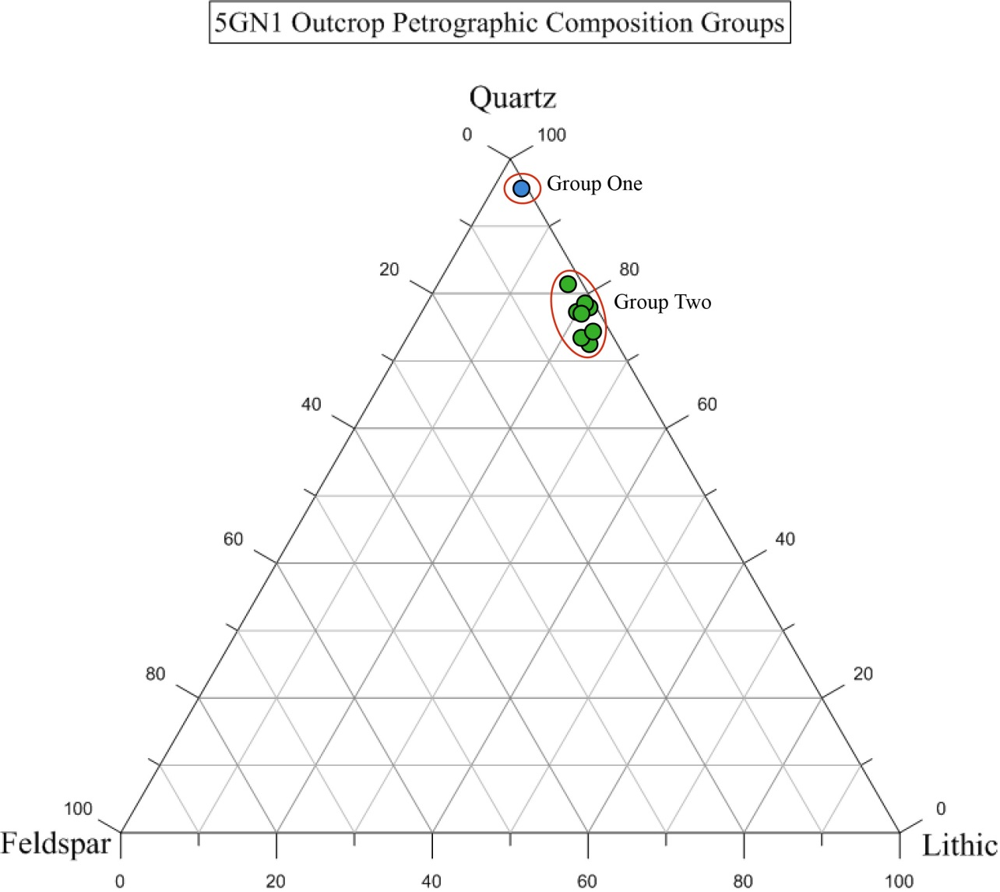 5GN1 Outcrop Petrographic Composition Groups
Quartz
0 100
Group One
20 80
Group Two
40 60
60 40
80 20
100 0
Feldspar Lithic
0 20 40 60 80 100